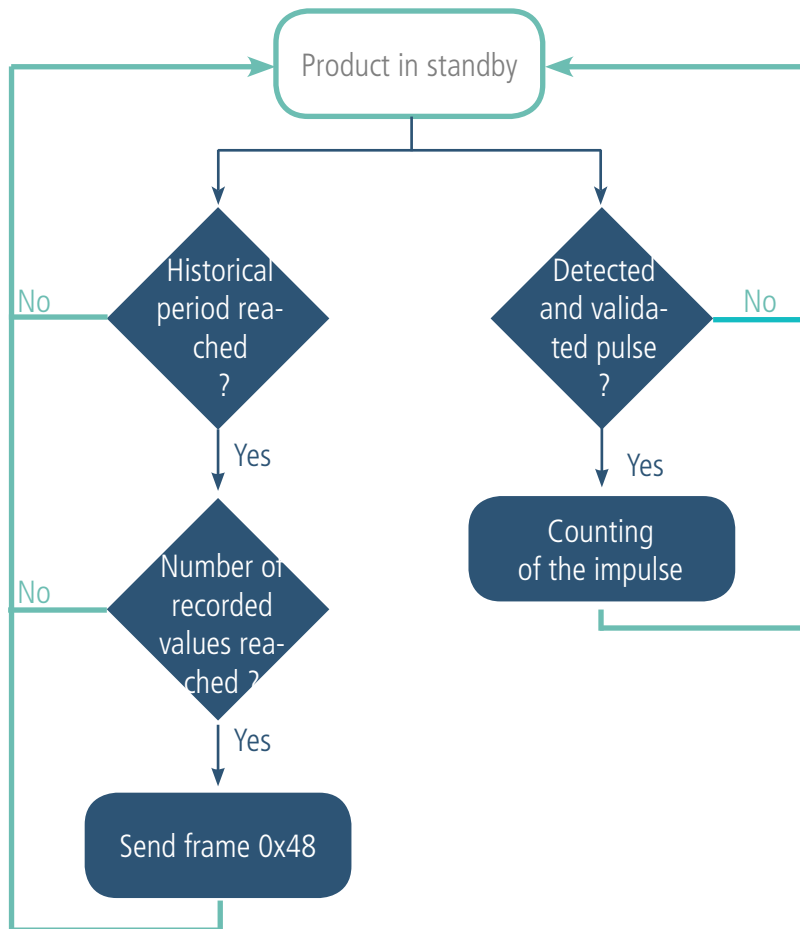 Product in standby
Historical
period rea-
ched
?
No
Yes
Number of
recorded
values rea-
ched ?
No
Yes
Send frame 0x48
Detected
and valida-
ted pulse
?
No
Yes
Counting
of the impulse